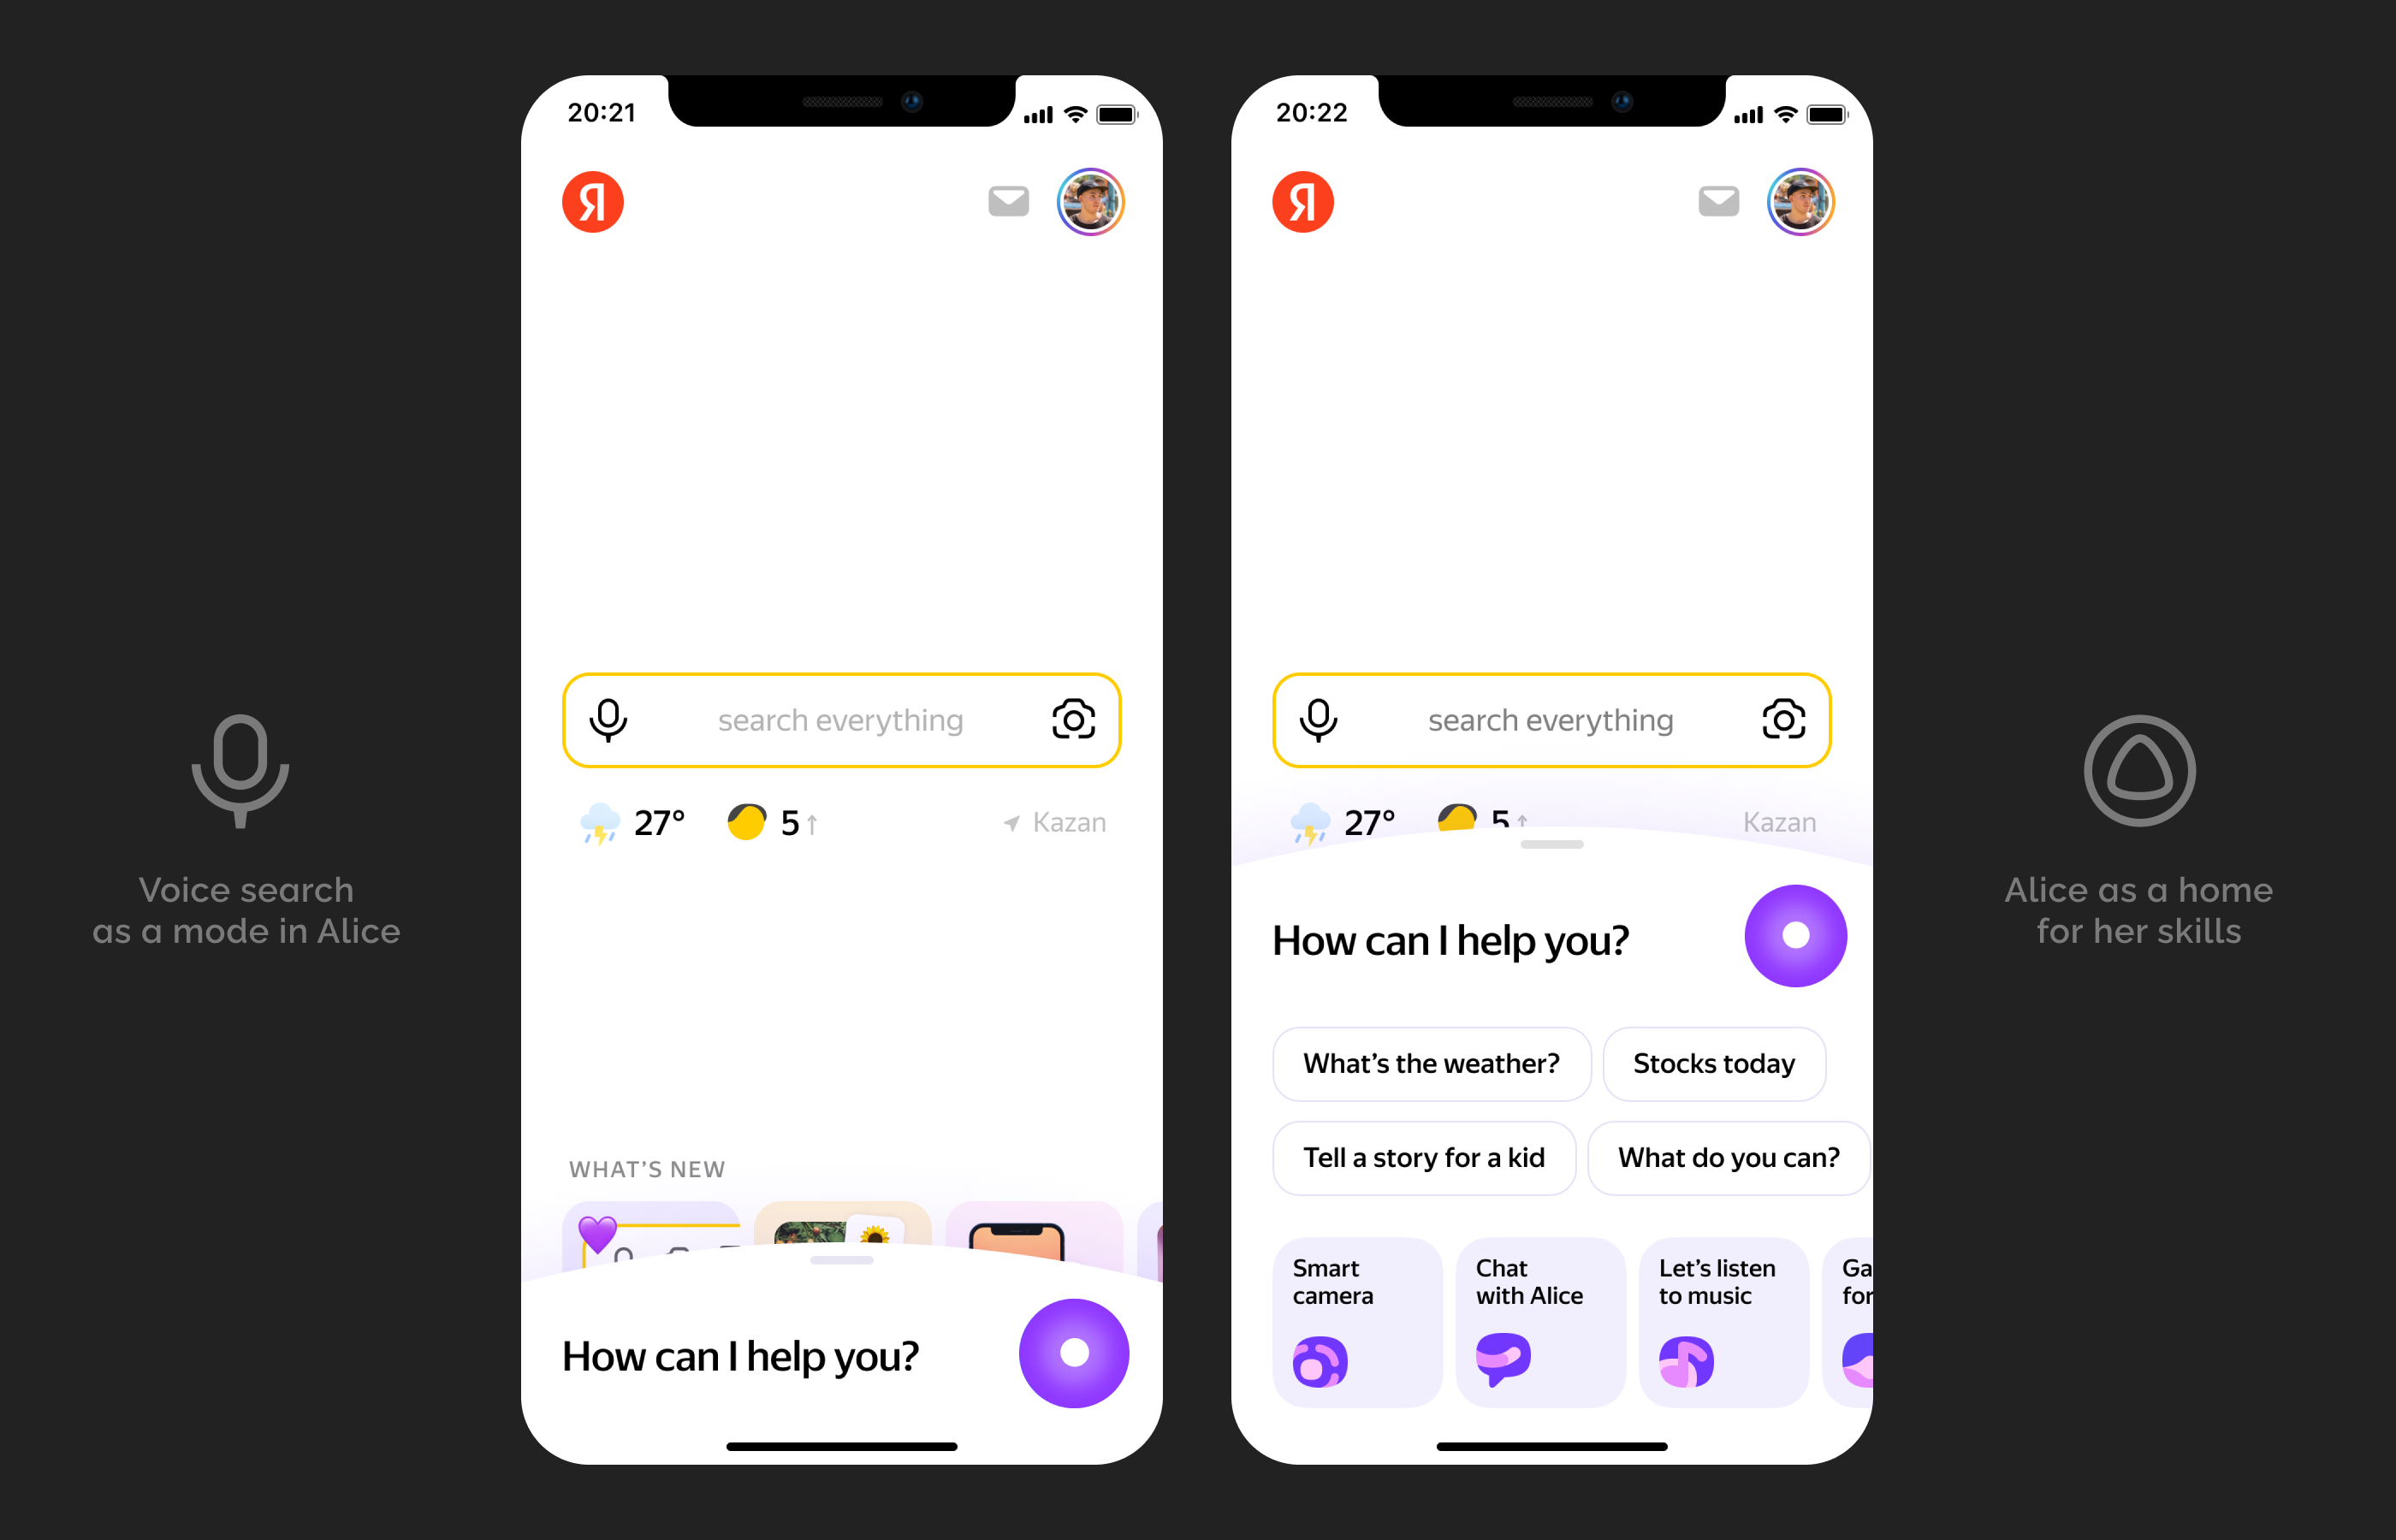 Voice search
as a mode in Alice
20:21
Я
search everything
27°
5↑
Kazan
WHAT’S NEW
How can I help you?
20:22
Я
search everything
27°
5↑
Kazan
How can I help you?
What’s the weather?
Stocks today
Tell a story for a kid
What do you can?
Smart
camera
Chat
with Alice
Let’s listen
to music
Ga
for
Alice as a home
for her skills